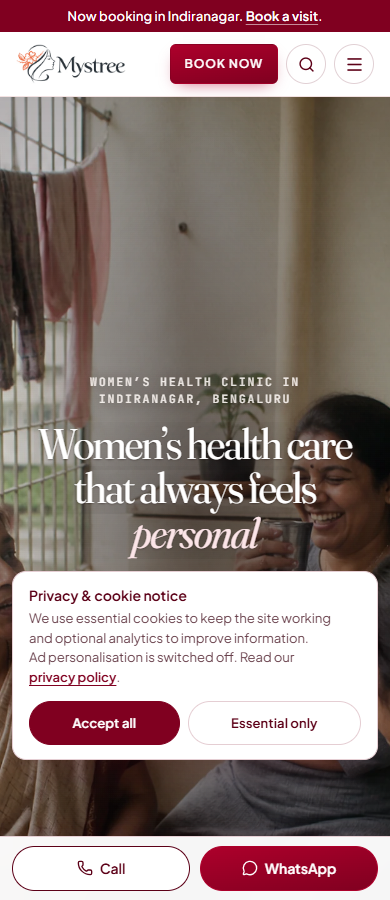 Now booking in Indiranagar. Book a visit.
Mystree
BOOK NOW
WOMEN’S HEALTH CLINIC IN
INDIRANAGAR, BENGALURU
Women’s health care
that always feels
personal
Privacy & cookie notice
We use essential cookies to keep the site working
and optional analytics to improve information.
Ad personalisation is switched off. Read our
privacy policy.
Accept all
Essential only
Call
WhatsApp